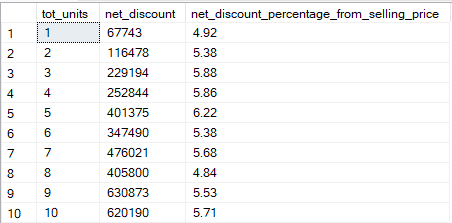 tot_units net_discount net_discount_percentage_from_selling_price
1 1 67743 4.92
2 2 116478 5.38
3 3 229194 5.88
4 4 252844 5.86
5 5 401375 6.22
6 6 347490 5.38
7 7 476021 5.68
8 8 405800 4.84
9 9 630873 5.53
10 10 620190 5.71